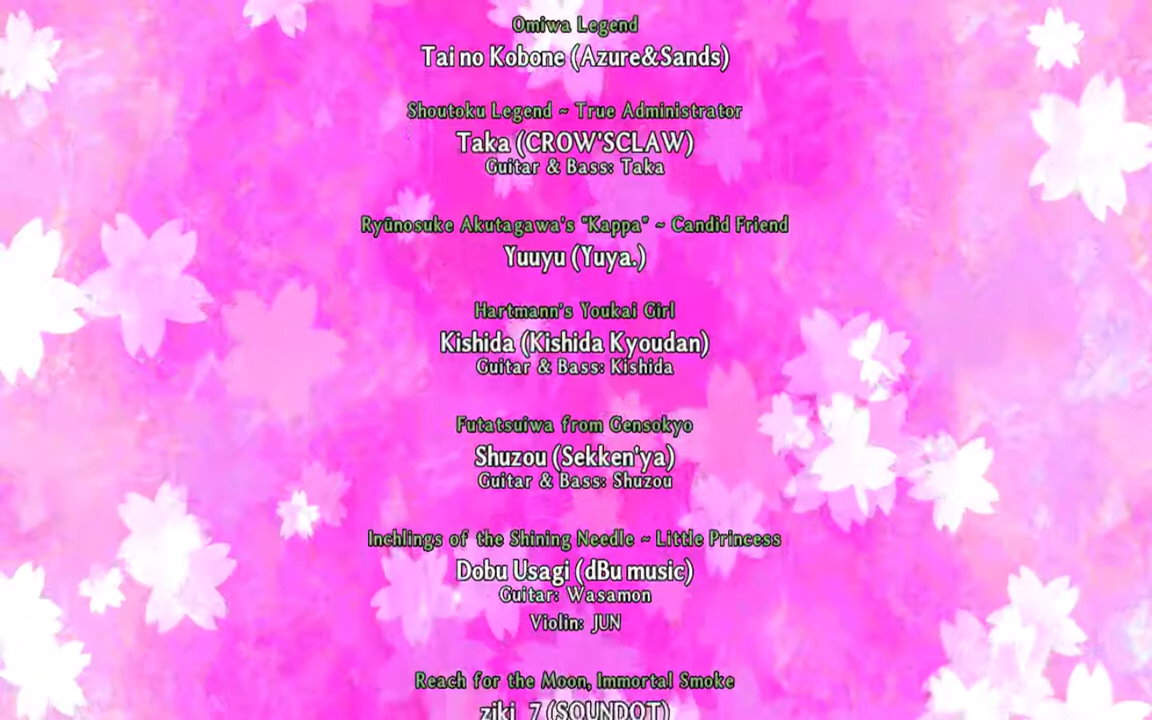 Omiwa Legend
Tai no Kobone (Azure&Sands)
Shoutoku Legend ~ True Administrator
Taka (CROW'SCLAW)
Guitar & Bass: Taka
Ryūnosuke Akutagawa's "Kappa" ~ Candid Friend
Yuuyu (Yuya.)
Hartmann's Youkai Girl
Kishida (Kishida Kyoudan)
Guitar & Bass: Kishida
Futatsuiwa from Gensokyo
Shuzou (Sekken'ya)
Guitar & Bass: Shuzou
Inchlings of the Shining Needle ~ Little Princess
Dobu Usagi (dBu music)
Guitar: Wasamon
Violin: JUN
Reach for the Moon, Immortal Smoke
ziki_7 (SOUNDOT)